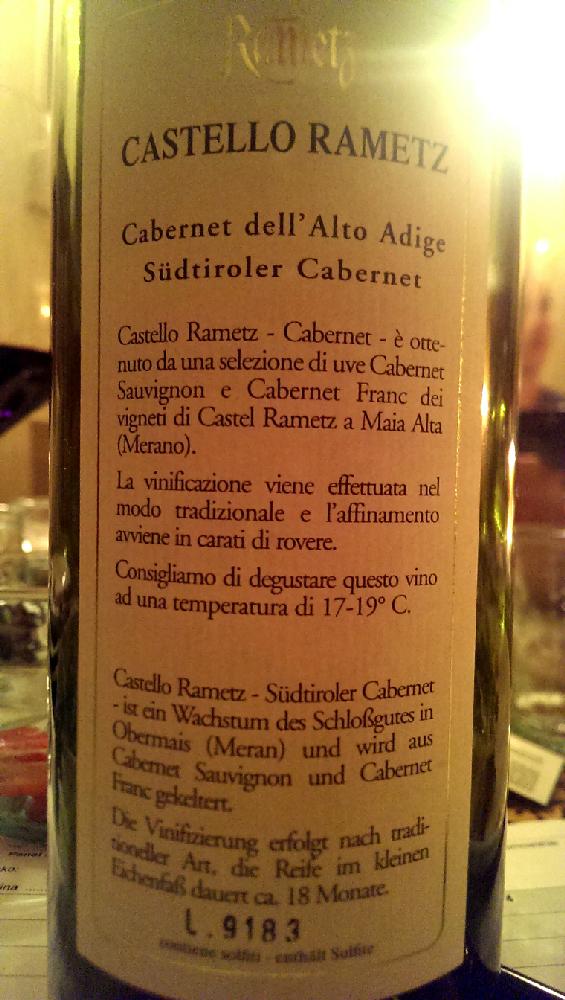 Rametz
CASTELLO RAMETZ
Cabernet dell'Alto Adige
Südtiroler Cabernet
Castello Rametz - Cabernet - è otte-
nuto da una selezione di uve Cabernet
Sauvignon e Cabernet Franc dei
vigneti di Castel Rametz a Maia Alta
(Merano).
La vinificazione viene effettuata nel
modo tradizionale e l'affinamento
avviene in carati di rovere.
Consigliamo di degustare questo vino
ad una temperatura di 17-19° C.
Castello Rametz - Südtiroler Cabernet
- ist ein Wachstum des Schloßgutes in
Obermais (Meran) und wird aus
Cabernet Sauvignon und Cabernet
Franc gekeltert.
Die Vinifizierung erfolgt nach tradi-
tioneller Art, die Reife im kleinen
Eichenfaß dauert ca. 18 Monate.
L.9183
contiene solfiti - enthält Sulfite